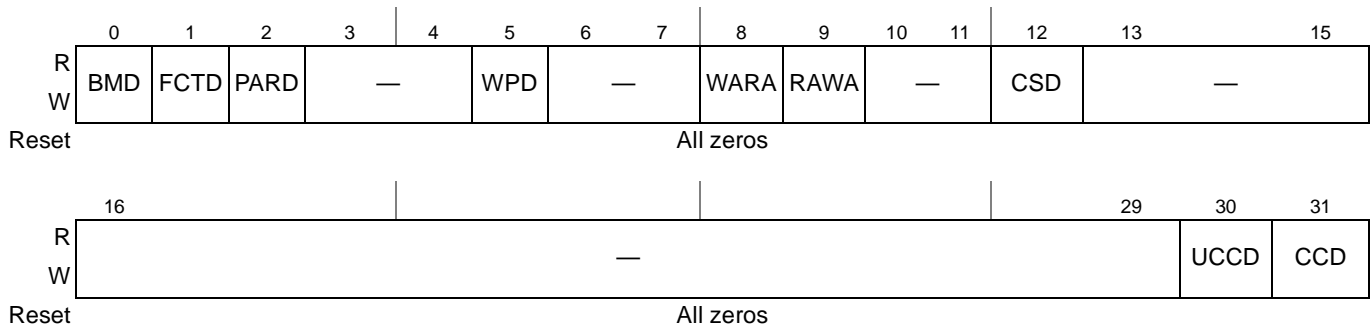 0 1 2 3 4 5 6 7 8 9 10 11 12 13 15
R
W
BMD FCTD PARD — WPD — WARA RAWA — CSD —
Reset All zeros
16 29 30 31
R
W
— UCCD CCD
Reset All zeros